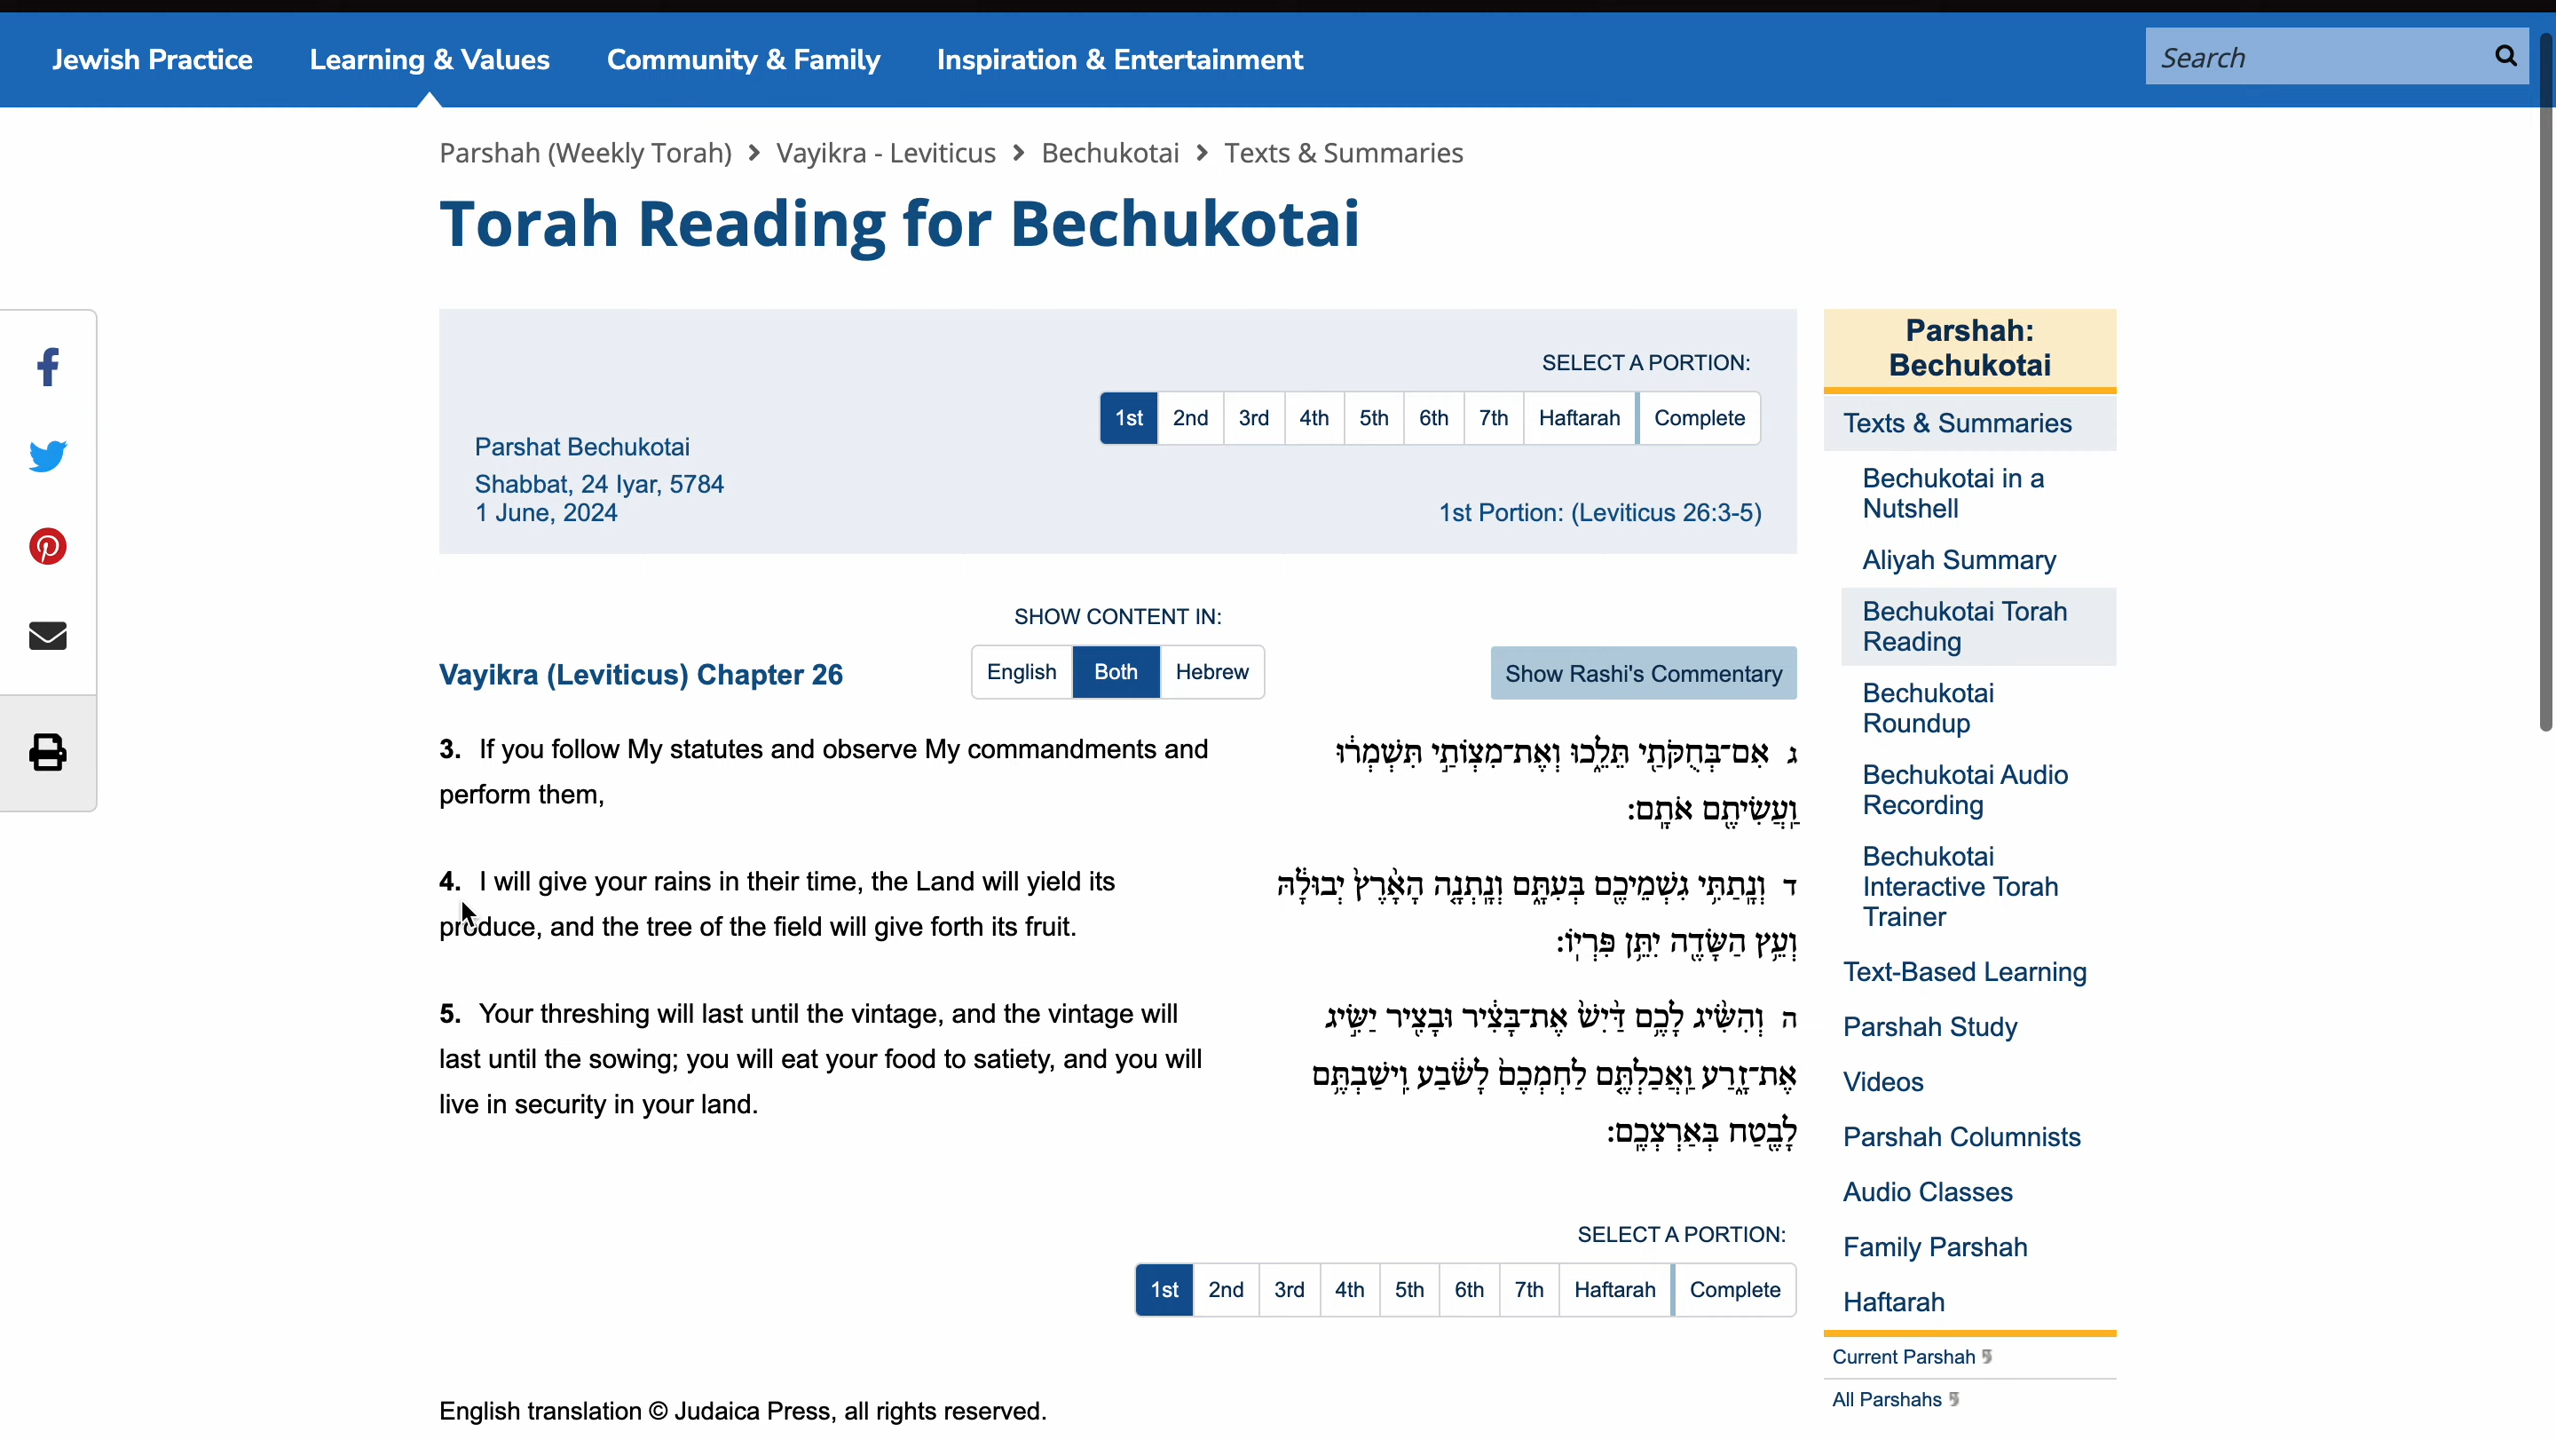 Jewish Practice Learning & Values Community & Family Inspiration & Entertainment Search
Parshah (Weekly Torah) > Vayikra - Leviticus > Bechukotai > Texts & Summaries
Torah Reading for Bechukotai
SELECT A PORTION:
1st 2nd 3rd 4th 5th 6th 7th Haftarah Complete
Parshat Bechukotai
Shabbat, 24 Iyar, 5784
1 June, 2024
1st Portion: (Leviticus 26:3-5)
SHOW CONTENT IN:
Vayikra (Leviticus) Chapter 26
English Both Hebrew
Show Rashi's Commentary
3. If you follow My statutes and observe My commandments and
perform them,
ג אִם־בְּחֻקֹּתַ֖י תֵּלֵ֑כוּ וְאֶת־מִצְוֹתַ֣י תִּשְׁמְר֔וּ
וַֽעֲשִׂיתֶ֖ם אֹתָֽם:
4. I will give your rains in their time, the Land will yield its
produce, and the tree of the field will give forth its fruit.
ד וְנָֽתַתִּ֥י גִשְׁמֵיכֶ֖ם בְּעִתָּ֑ם וְנָֽתְנָ֤ה הָאָ֨רֶץ֙ יְבוּלָ֔הּ
וְעֵ֥ץ הַשָּׂדֶ֖ה יִתֵּ֥ן פִּרְיֽוֹ:
5. Your threshing will last until the vintage, and the vintage will
last until the sowing; you will eat your food to satiety, and you will
live in security in your land.
ה וְהִשִּׂ֨יג לָכֶ֥ם דַּ֨יִשׁ֙ אֶת־בָּצִ֔יר וּבָצִ֖יר יַשִּׂ֣יג
אֶת־זָ֑רַע וַֽאֲכַלְתֶּ֤ם לַחְמְכֶם֙ לָשׂ֔בַע וִֽישַׁבְתֶּ֥ם
לָבֶ֖טַח בְּאַרְצְכֶֽם:
SELECT A PORTION:
1st 2nd 3rd 4th 5th 6th 7th Haftarah Complete
English translation © Judaica Press, all rights reserved.
Parshah:
Bechukotai
Texts & Summaries
Bechukotai in a
Nutshell
Aliyah Summary
Bechukotai Torah
Reading
Bechukotai
Roundup
Bechukotai Audio
Recording
Bechukotai
Interactive Torah
Trainer
Text-Based Learning
Parshah Study
Videos
Parshah Columnists
Audio Classes
Family Parshah
Haftarah
Current Parshah
All Parshahs